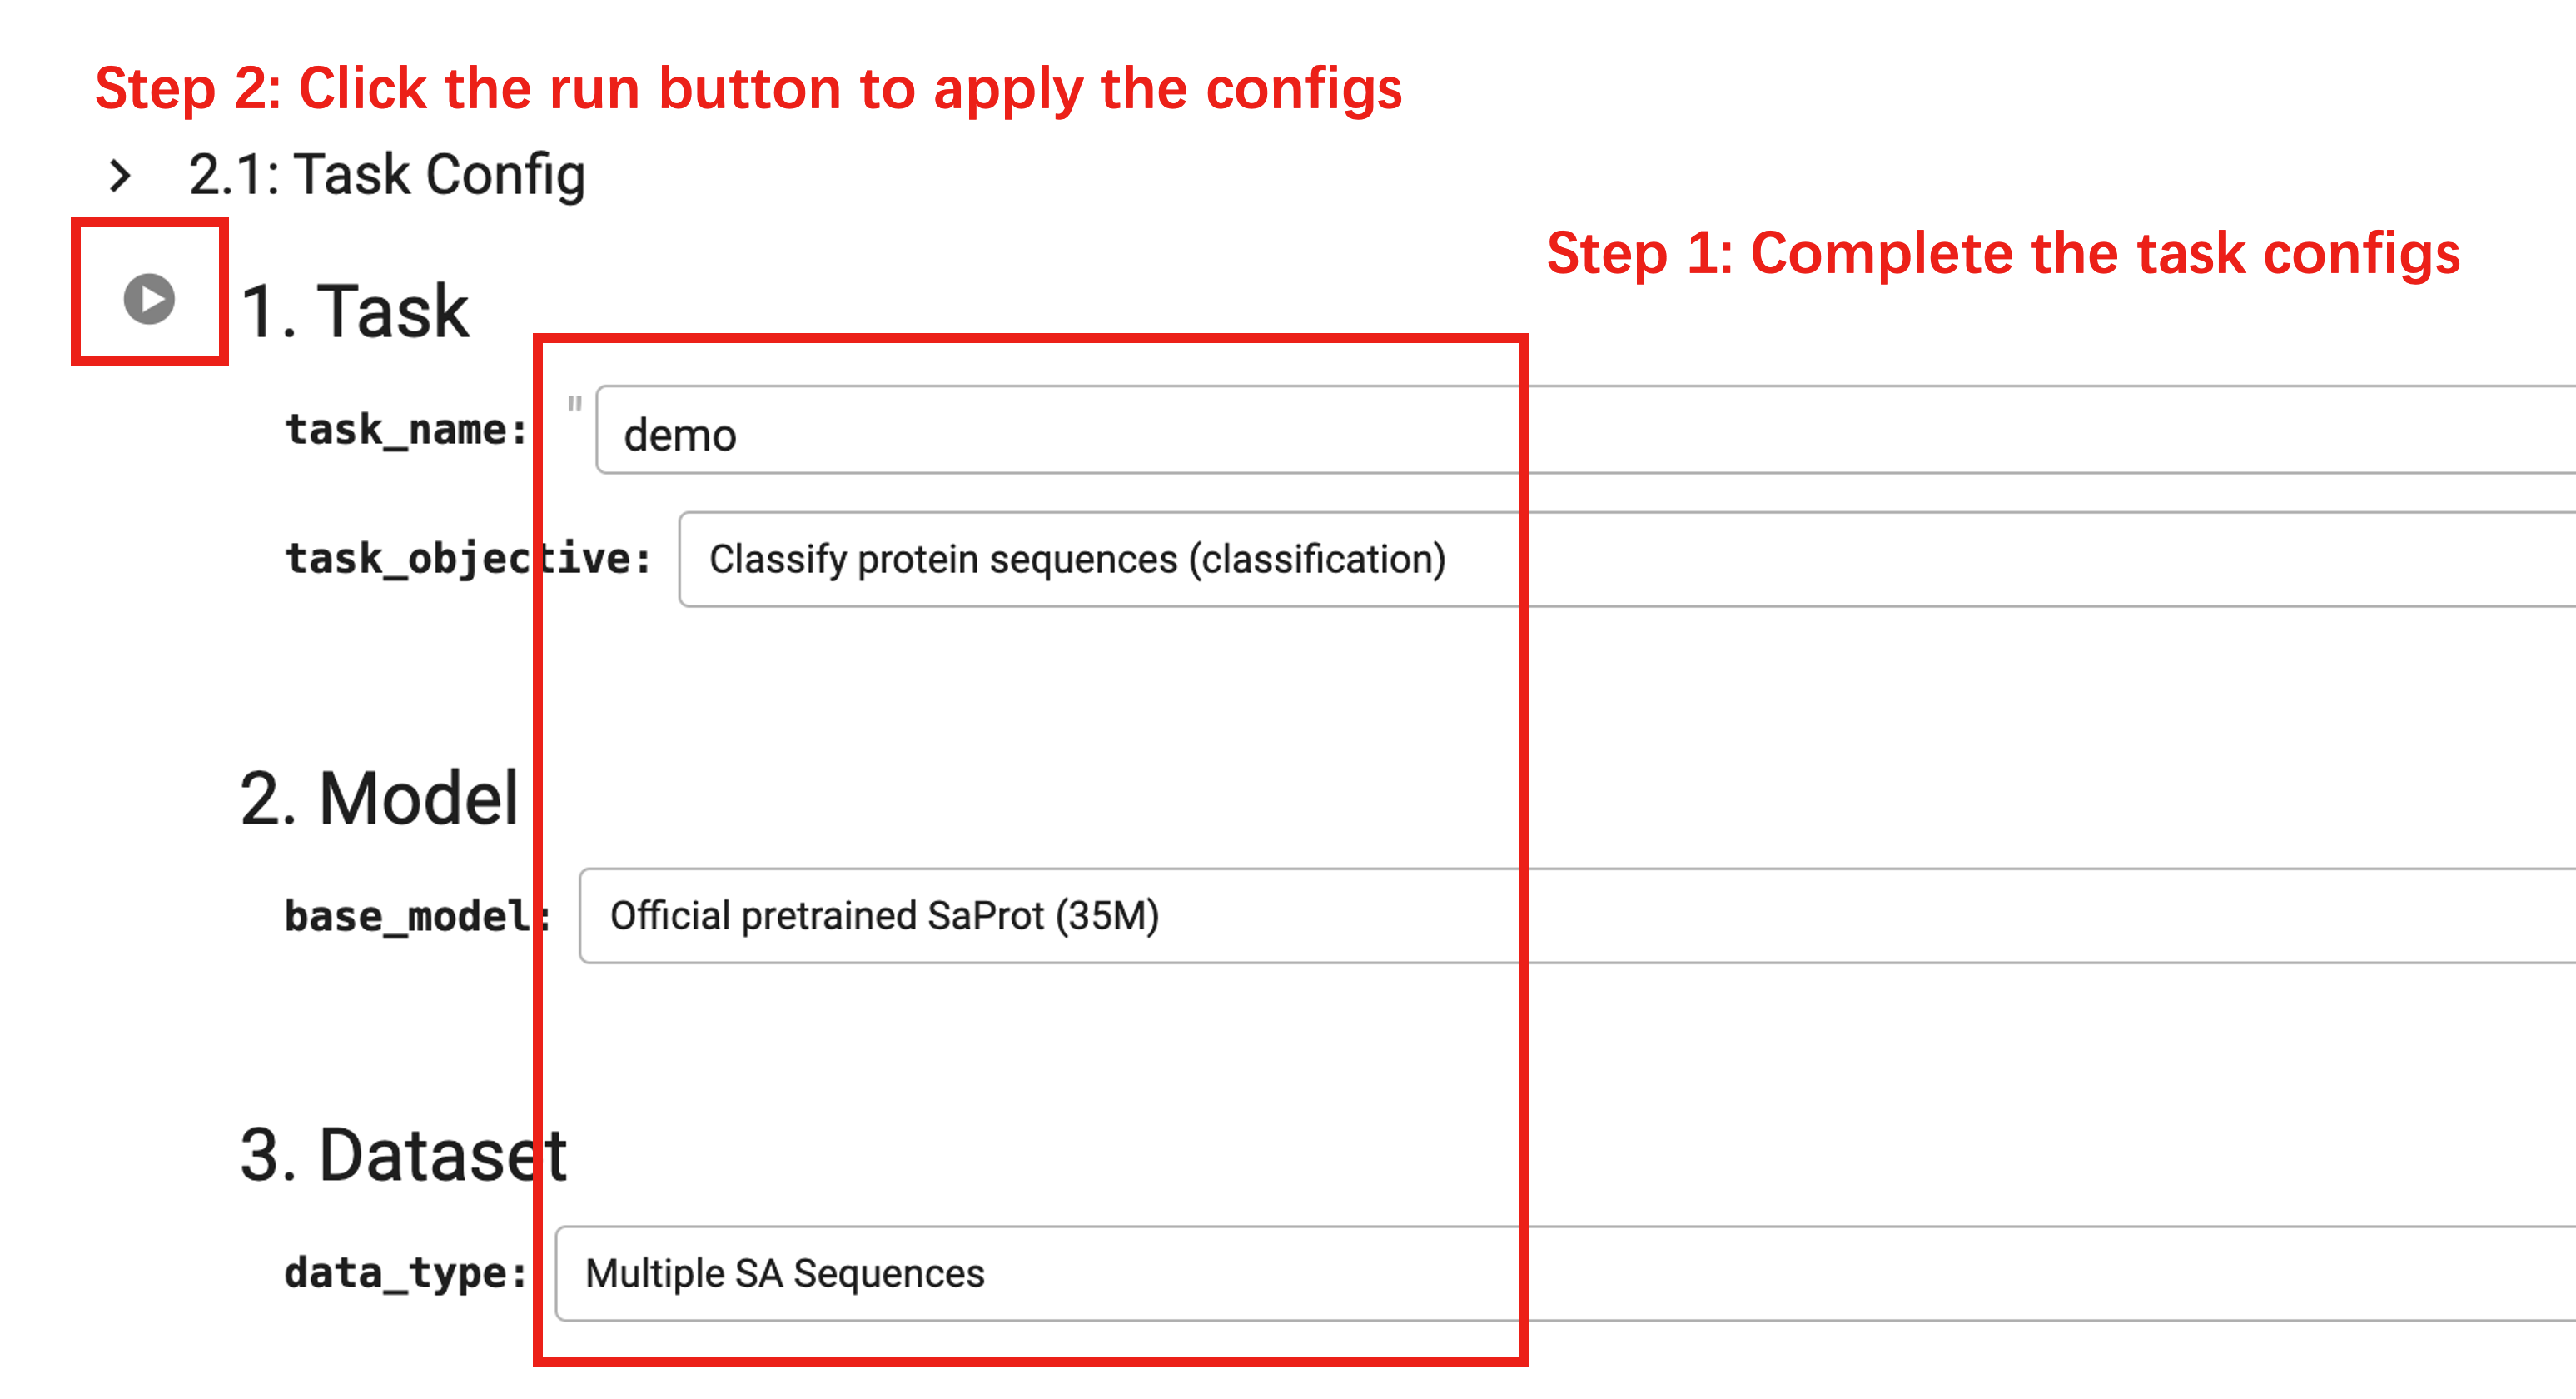 Step 2: Click the run button to apply the configs
2.1: Task Config
Step 1: Complete the task configs
1. Task
task_name: " demo
task_objective: Classify protein sequences (classification)
2. Model
base_model: Official pretrained SaProt (35M)
3. Dataset
data_type: Multiple SA Sequences